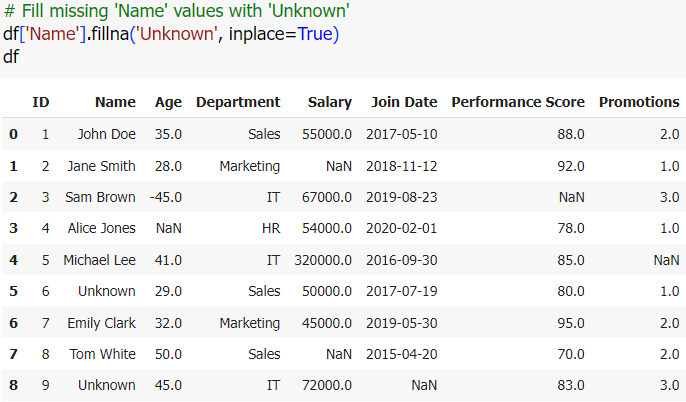 # Fill missing 'Name' values with 'Unknown'
df['Name'].fillna('Unknown', inplace=True)
df
ID Name Age Department Salary Join Date Performance Score Promotions
0 1 John Doe 35.0 Sales 55000.0 2017-05-10 88.0 2.0
1 2 Jane Smith 28.0 Marketing NaN 2018-11-12 92.0 1.0
2 3 Sam Brown -45.0 IT 67000.0 2019-08-23 NaN 3.0
3 4 Alice Jones NaN HR 54000.0 2020-02-01 78.0 1.0
4 5 Michael Lee 41.0 IT 320000.0 2016-09-30 85.0 NaN
5 6 Unknown 29.0 Sales 50000.0 2017-07-19 80.0 1.0
6 7 Emily Clark 32.0 Marketing 45000.0 2019-05-30 95.0 2.0
7 8 Tom White 50.0 Sales NaN 2015-04-20 70.0 2.0
8 9 Unknown 45.0 IT 72000.0 NaN 83.0 3.0